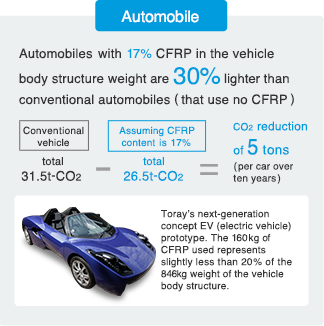 Automobile
Automobiles with 17% CFRP in the vehicle
body structure weight are 30% lighter than
conventional automobiles ( that use no CFRP )
Conventional
vehicle
total
31.5t-CO2
−
Assuming CFRP
content is 17%
total
26.5t-CO2
=
CO2 reduction
of 5 tons
(per car over
ten years)
Toray's next-generation
concept EV (electric vehicle)
prototype. The 160kg of
CFRP used represents
slightly less than 20% of the
846kg weight of the vehicle
body structure.